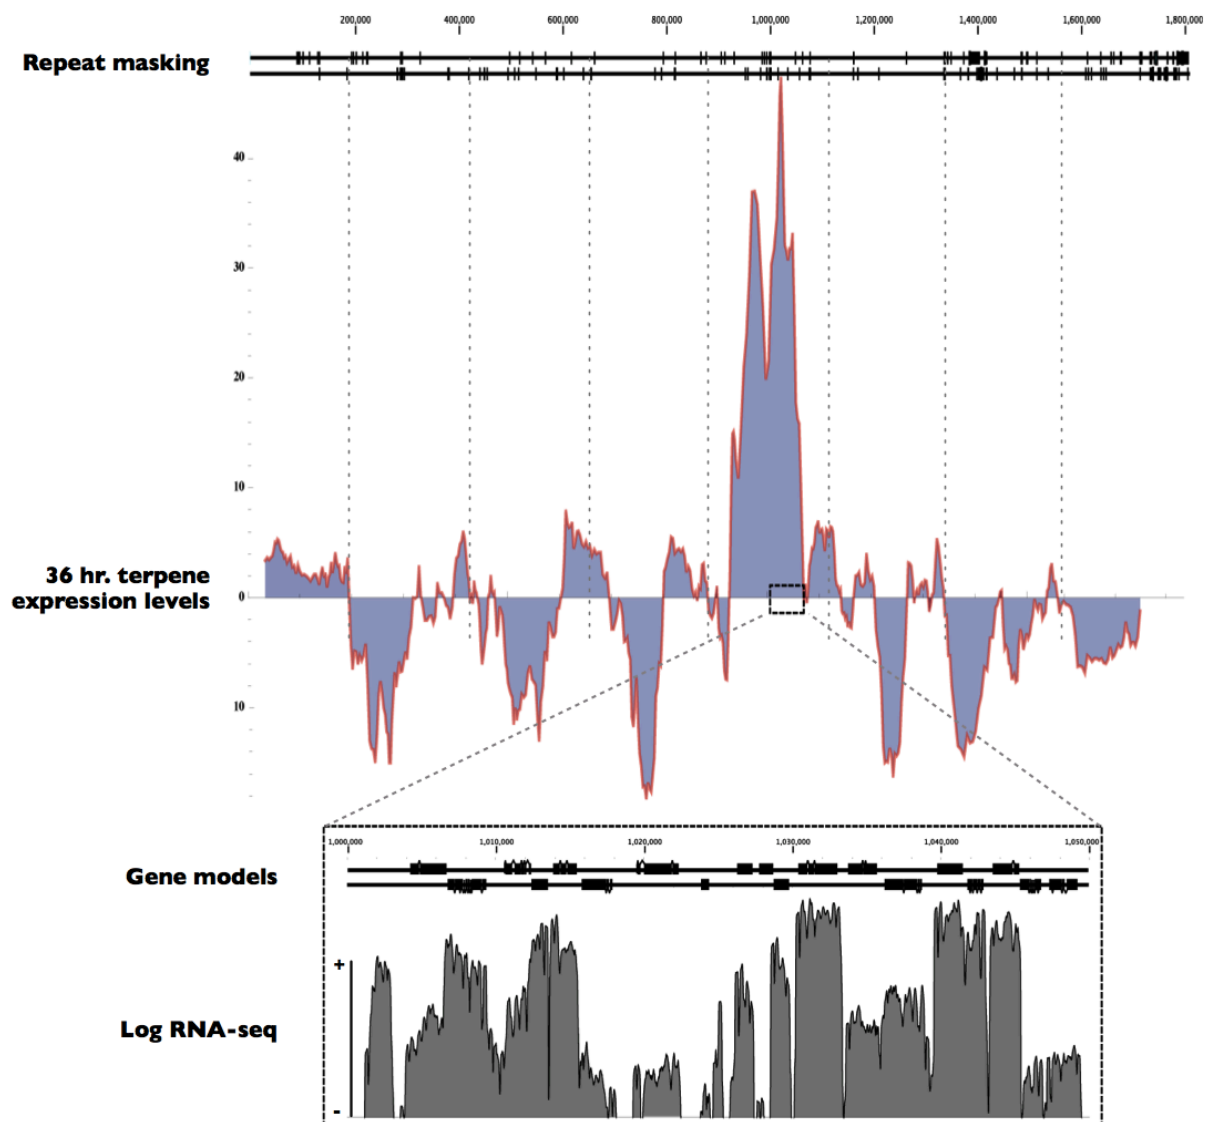 200,000 400,000 600,000 800,000 1,000,000 1,200,000 1,400,000 1,600,000 1,800,000
Repeat masking
40
30
20
10
36 hr. terpene
expression levels
0
10
1,000,000 1,010,000 1,020,000 1,030,000 1,040,000 1,050,000
Gene models
+
Log RNA-seq
-